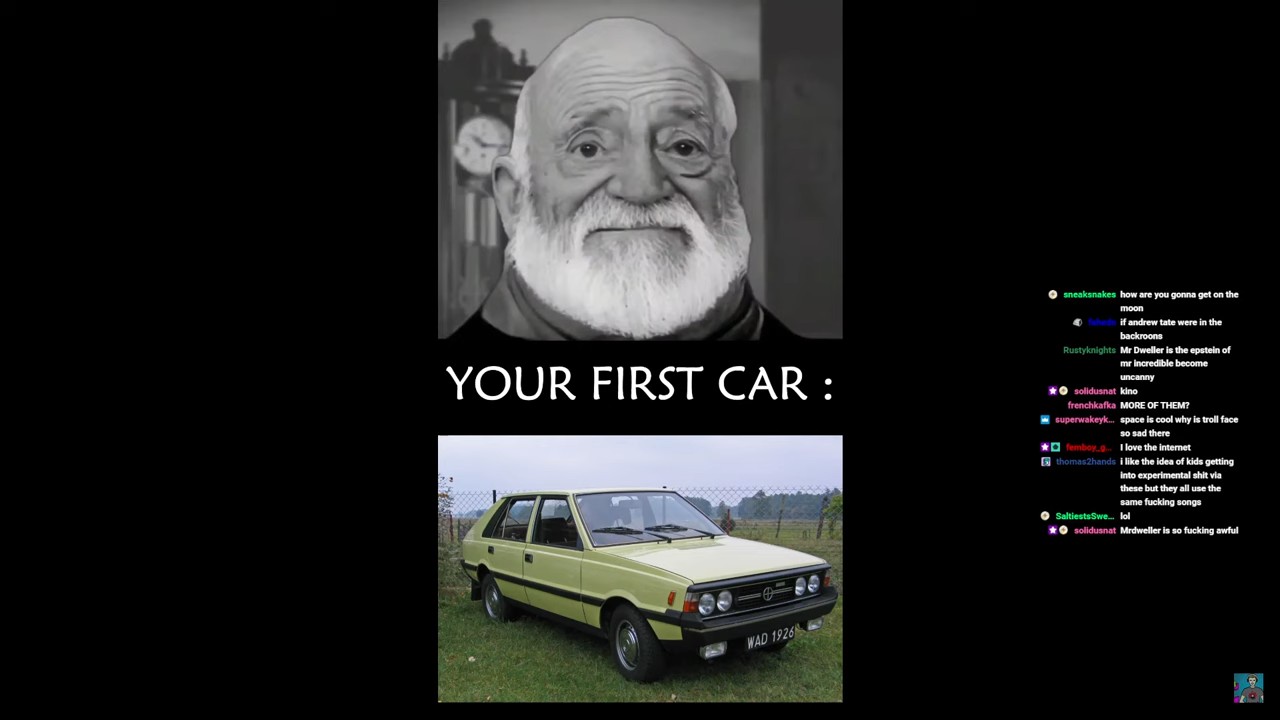 YOUR FIRST CAR :
WAD 1926
sneaksnakes how are you gonna get on the
moon
if andrew tate were in the
backroons
Rustyknights Mr Dweller is the epstein of
mr incredible become
uncanny
solidusnat kino
frenchkafka MORE OF THEM?
superwakeyk... space is cool why is troll face
so sad there
femboy_g... I love the internet
thomas2hands i like the idea of kids getting
into experimental shit via
these but they all use the
same fucking songs
SaltiestsSwe... lol
solidusnat Mrdweller is so fucking awful